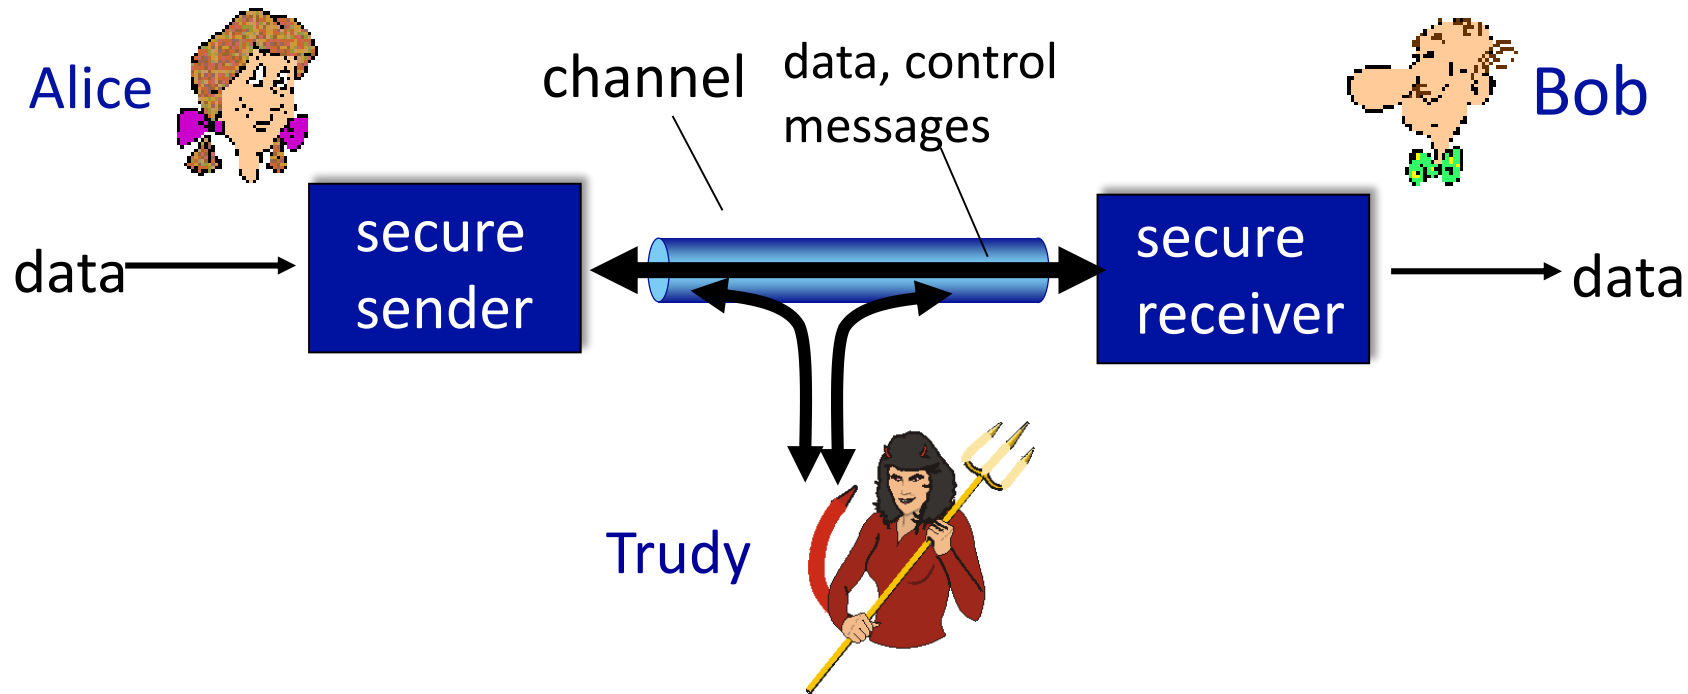 Alice
channel
data, control
messages
Bob
data
secure
sender
secure
receiver
data
Trudy